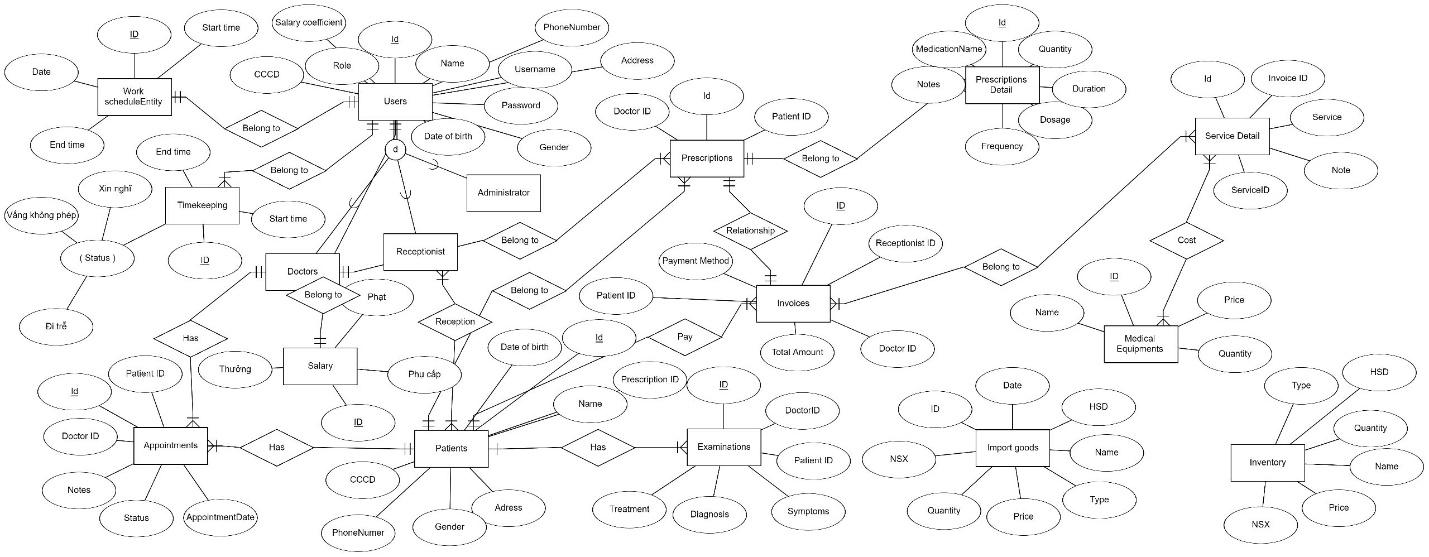 Salary coefficient
Id
PhoneNumber
ID
Start time
Date
Work
scheduleEntity
End time
CCCD
Role
Name
Username
Address
Users
Password
Date of birth
Gender
Belong to
d
Administrator
End time
Belong to
Xin nghĩ
Timekeeping
Start time
Vắng không phép
( Status )
ID
Đi trễ
Doctors
Receptionist
Belong to
Phạt
Has
Reception
Salary
Thưởng
Phu cấp
ID
Belong to
Belong to
Doctor ID
Id
Patient ID
Prescriptions
Belong to
MedicationName
Id
Quantity
Notes
Prescriptions
Detail
Duration
Dosage
Frequency
Id
Invoice ID
Service Detail
Service
Note
ServiceID
Relationship
ID
Receptionist ID
Payment Method
Patient ID
Invoices
Pay
Total Amount
Doctor ID
Belong to
Cost
ID
Name
Price
Medical
Equipments
Quantity
Date of birth
Id
Prescription ID
Name
Patient ID
Id
Doctor ID
Appointments
Has
Notes
Status
AppointmentDate
Patients
CCCD
PhoneNumer
Gender
Adress
Has
ID
DoctorID
Examinations
Patient ID
Treatment
Diagnosis
Symptoms
Date
ID
HSD
Import goods
Name
NSX
Type
Quantity
Price
Type
HSD
Quantity
Inventory
Name
Price
NSX